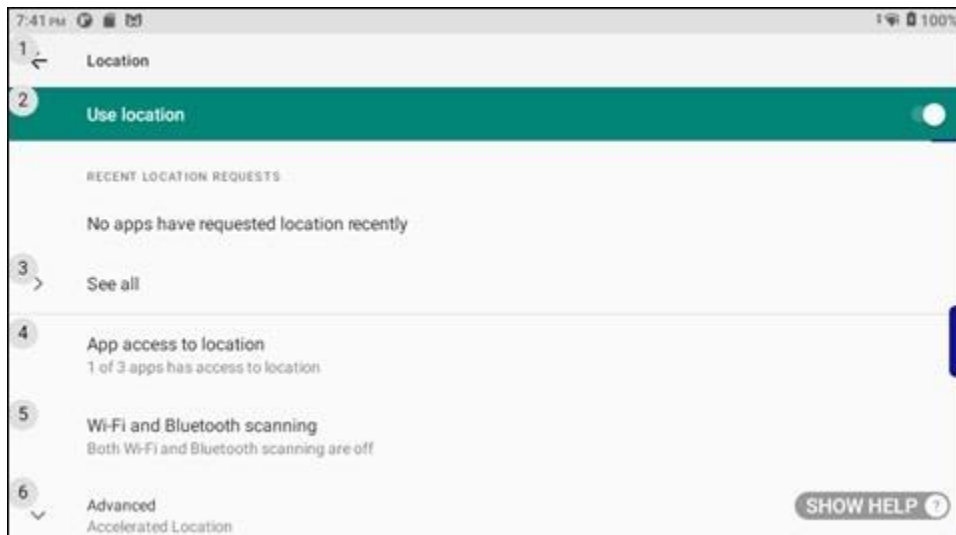 7:41 PM 100%
1 Location
2 Use location
RECENT LOCATION REQUESTS
No apps have requested location recently
3 See all
4 App access to location
1 of 3 apps has access to location
5 Wi-Fi and Bluetooth scanning
Both Wi-Fi and Bluetooth scanning are off
6 Advanced
Accelerated Location
SHOW HELP ?